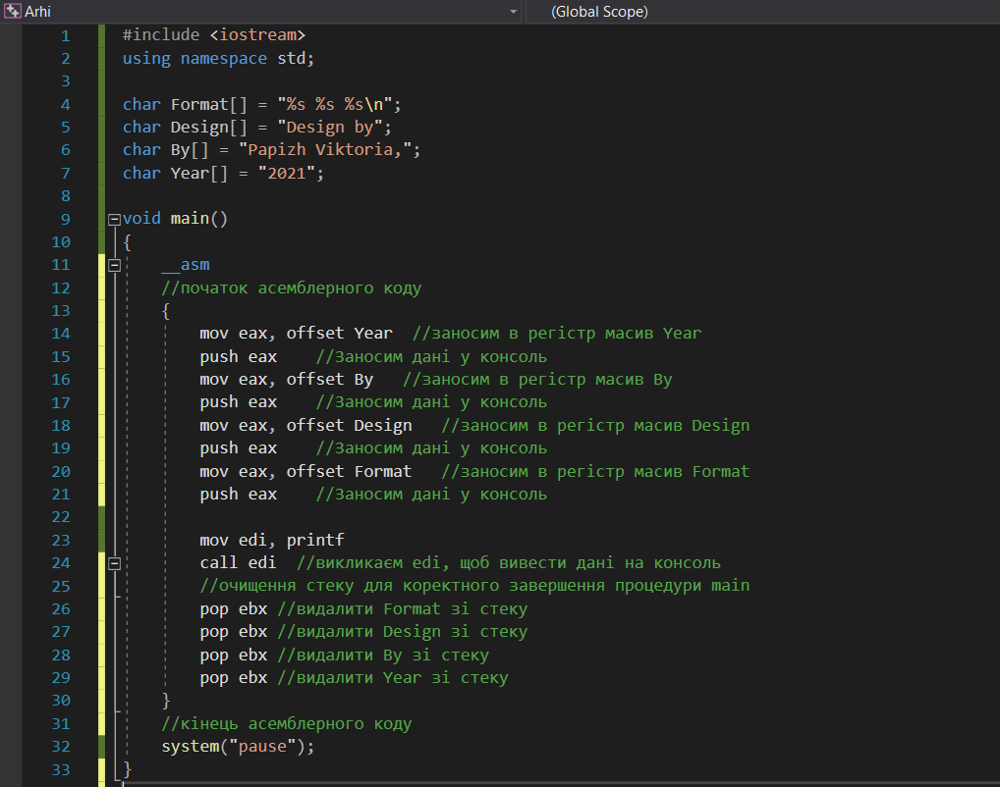 Arhi (Global Scope)
1 #include <iostream>
2 using namespace std;
3
4 char Format[] = "%s %s %s\n";
5 char Design[] = "Design by";
6 char By[] = "Papizh Viktoria,";
7 char Year[] = "2021";
8
9 void main()
10 {
11 __asm
12 //початок асемблерного коду
13 {
14 mov eax, offset Year //заносим в регістр масив Year
15 push eax //Заносим дані у консоль
16 mov eax, offset By //заносим в регістр масив By
17 push eax //Заносим дані у консоль
18 mov eax, offset Design //заносим в регістр масив Design
19 push eax //Заносим дані у консоль
20 mov eax, offset Format //заносим в регістр масив Format
21 push eax //Заносим дані у консоль
22
23 mov edi, printf
24 call edi //викликаєм edi, щоб вивести дані на консоль
25 //очищення стеку для коректного завершення процедури main
26 pop ebx //видалити Format зі стеку
27 pop ebx //видалити Design зі стеку
28 pop ebx //видалити By зі стеку
29 pop ebx //видалити Year зі стеку
30 }
31 //кінець асемблерного коду
32 system("pause");
33 }